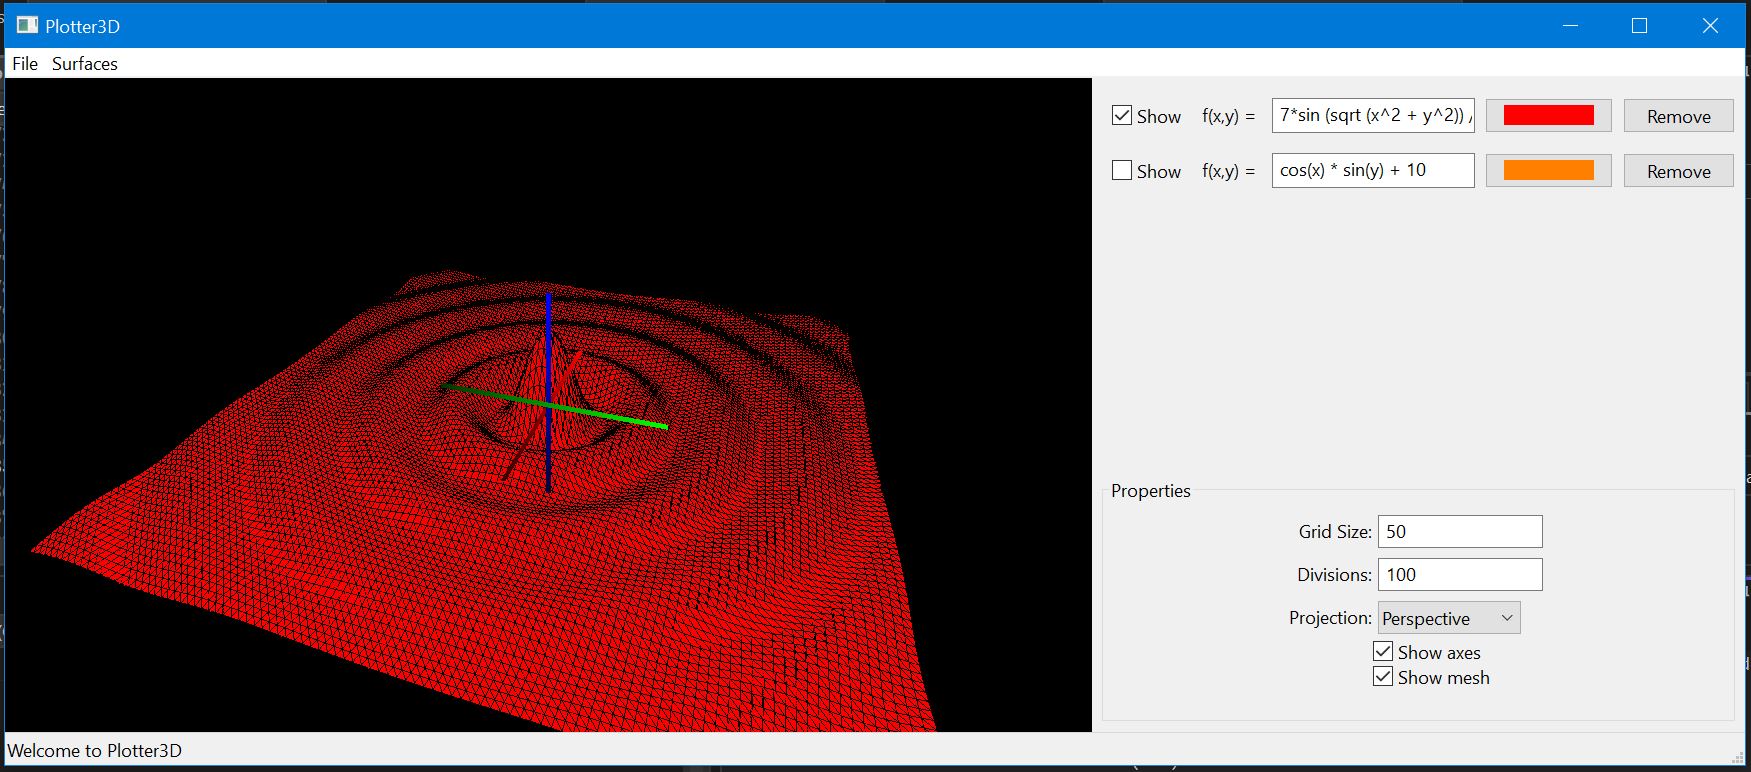 Plotter3D
File Surfaces
Show f(x,y) = 7*sin (sqrt (x^2 + y^2)) / Remove
Show f(x,y) = cos(x) * sin(y) + 10 Remove
Properties
Grid Size: 50
Divisions: 100
Projection: Perspective
Show axes
Show mesh
Welcome to Plotter3D